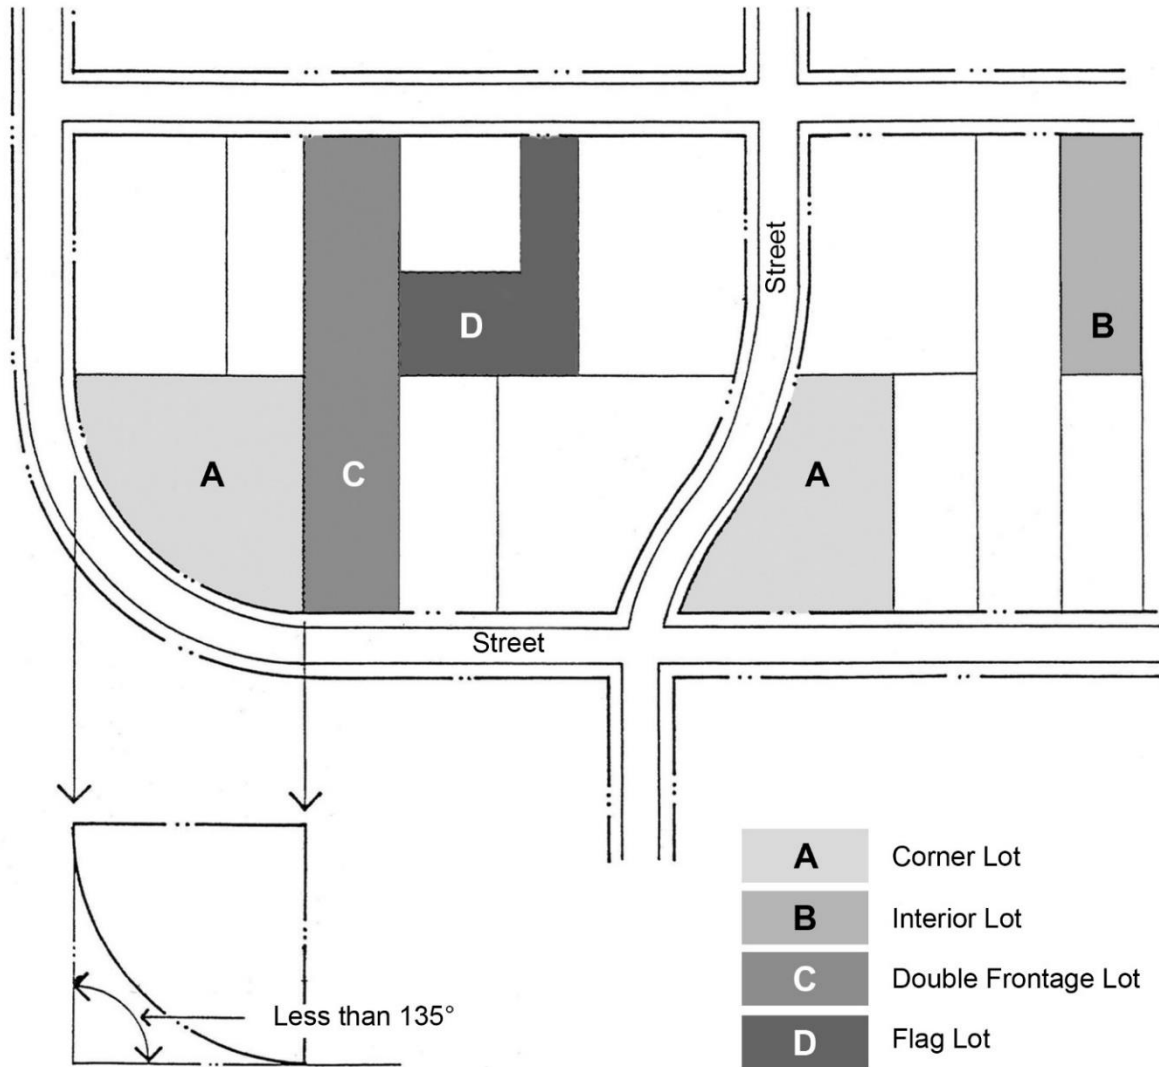 Street
B
D
A
C
A
Street
A Corner Lot
B Interior Lot
C Double Frontage Lot
Less than 135°
D Flag Lot